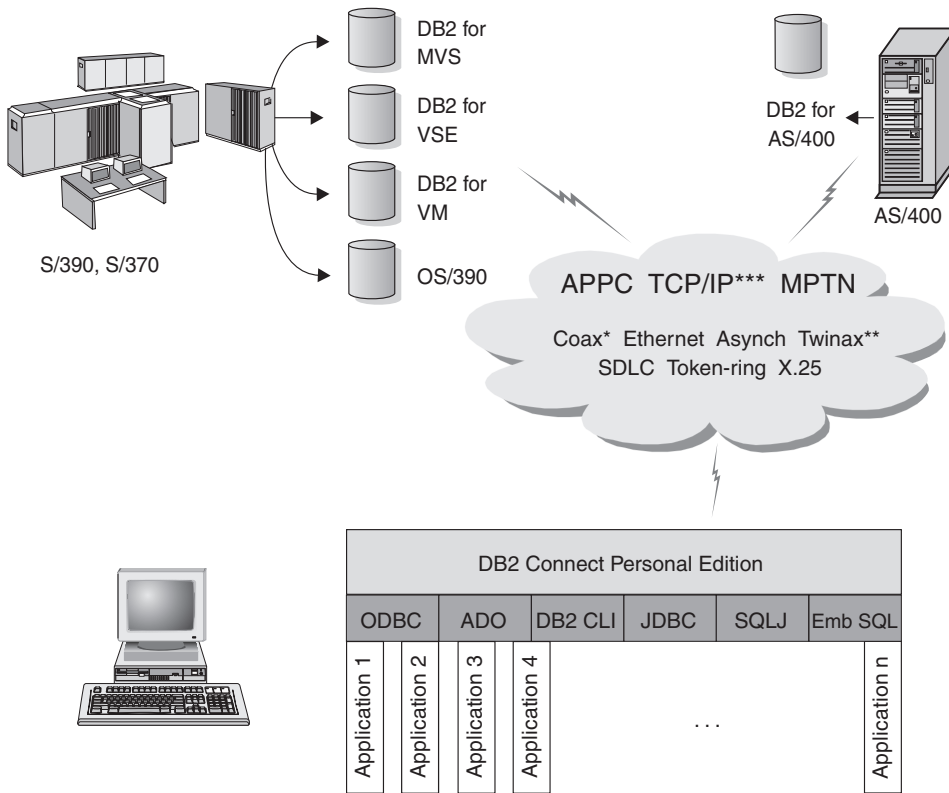 DB2 for
MVS
DB2 for
VSE
DB2 for
VM
OS/390
S/390, S/370
DB2 for
AS/400
AS/400
APPC TCP/IP*** MPTN
Coax* Ethernet Asynch Twinax**
SDLC Token-ring X.25
DB2 Connect Personal Edition
ODBC
ADO
DB2 CLI
JDBC
SQLJ
Emb SQL
Application 1
Application 2
Application 3
Application 4
. . .
Application n